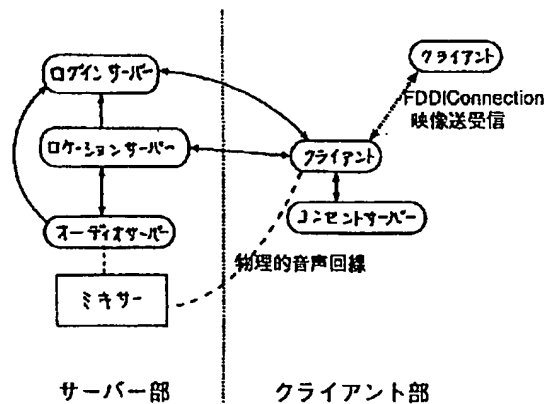 ログインサーバー
クライアント
FDDIConnection
映像送受信
ロケーションサーバー
クライアント
オーディオサーバー
コンセントサーバー
物理的音声回線
ミキサー
サーバー部
クライアント部